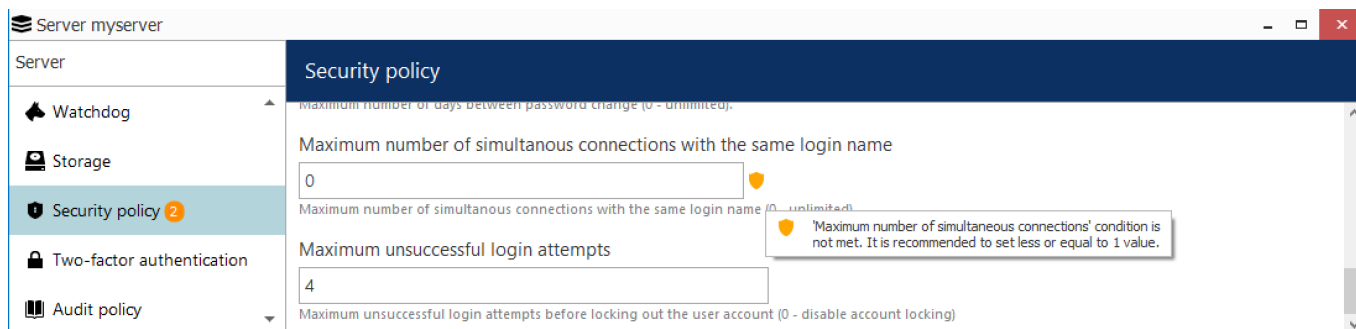 Server myserver
Server
Security policy
Watchdog
Storage
Security policy 2
Two-factor authentication
Audit policy
Maximum number of days between password change (0 - unlimited).
Maximum number of simultanous connections with the same login name
0
Maximum number of simultanous connections with the same login name (0 - unlimited)
'Maximum number of simultaneous connections' condition is
not met. It is recommended to set less or equal to 1 value.
Maximum unsuccessful login attempts
4
Maximum unsuccessful login attempts before locking out the user account (0 - disable account locking)